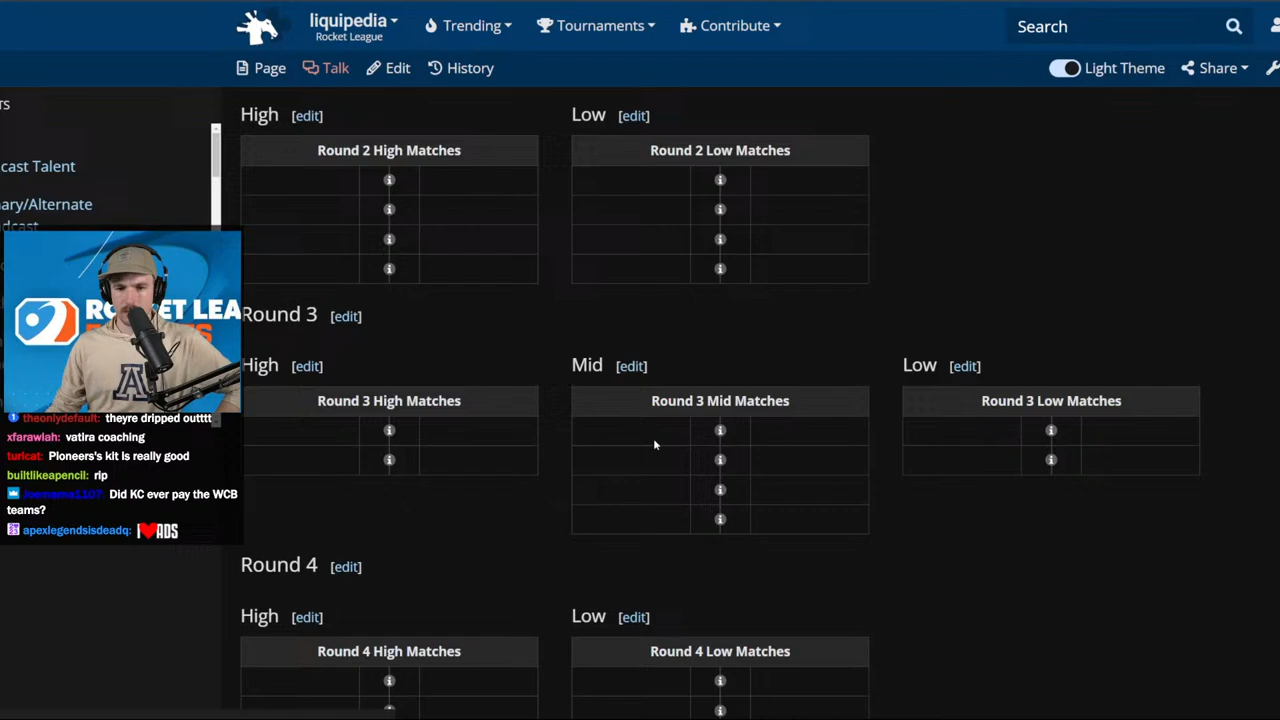 liquipedia
Rocket League
Trending
Tournaments
Contribute
Search
Page
Talk
Edit
History
Light Theme
Share
cast Talent
High [edit]
Low [edit]
Round 2 High Matches
Round 2 Low Matches
Round 3 [edit]
High [edit]
Mid [edit]
Low [edit]
Round 3 High Matches
Round 3 Mid Matches
Round 3 Low Matches
Round 4 [edit]
High [edit]
Low [edit]
Round 4 High Matches
Round 4 Low Matches
ROCKET LEA
A
theonlydefault: theyre dripped outttt
xfarawlah: vatira coaching
turlcat: Pioneers's kit is really good
builtlikeapencil: rip
Did KC ever pay the WCB
teams?
apexlegendsisdeadq: I ADS